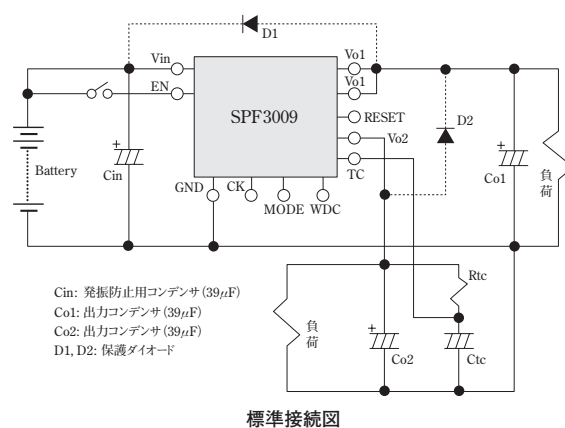 D1
Vin
Vo1
EN
Vo1
SPF3009
RESET
Vo2
D2
TC
Battery
+
Cin
GND
CK
MODE
WDC
+
Co1
負荷
Cin: 発振防止用コンデンサ (39μF)
Co1: 出力コンデンサ (39μF)
Co2: 出力コンデンサ (39μF)
D1, D2: 保護ダイオード
負荷
+
Co2
Rtc
Ctc
標準接続図